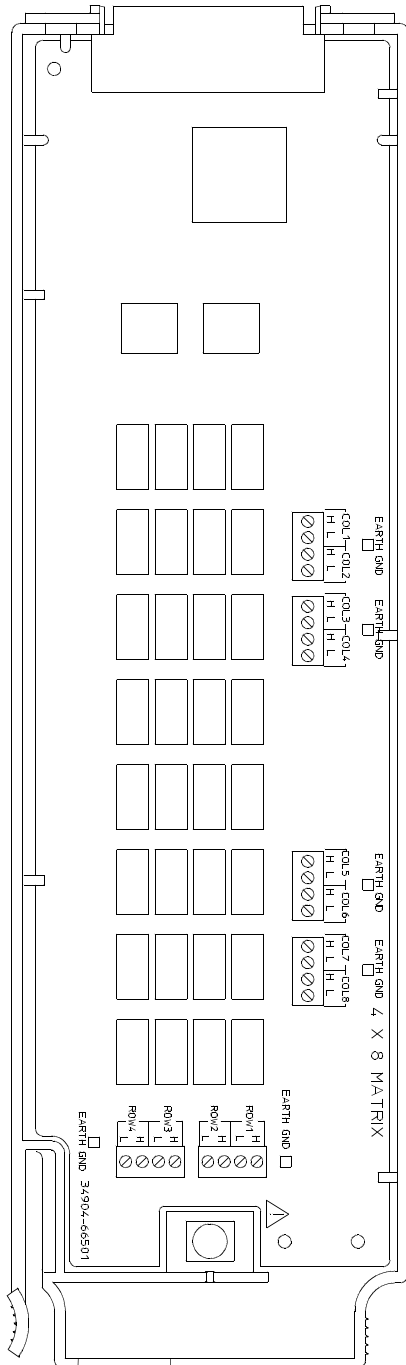 EARTH GND
COL1 COL2
H L H L
EARTH GND
COL3 COL4
H L H L
EARTH GND
COL5 COL6
H L H L
EARTH GND
COL7 COL8
H L H L
4 X 8 MATRIX
EARTH GND
ROW4 ROW3 ROW2 ROW1
L H L H L H L H
EARTH GND
34904-66501